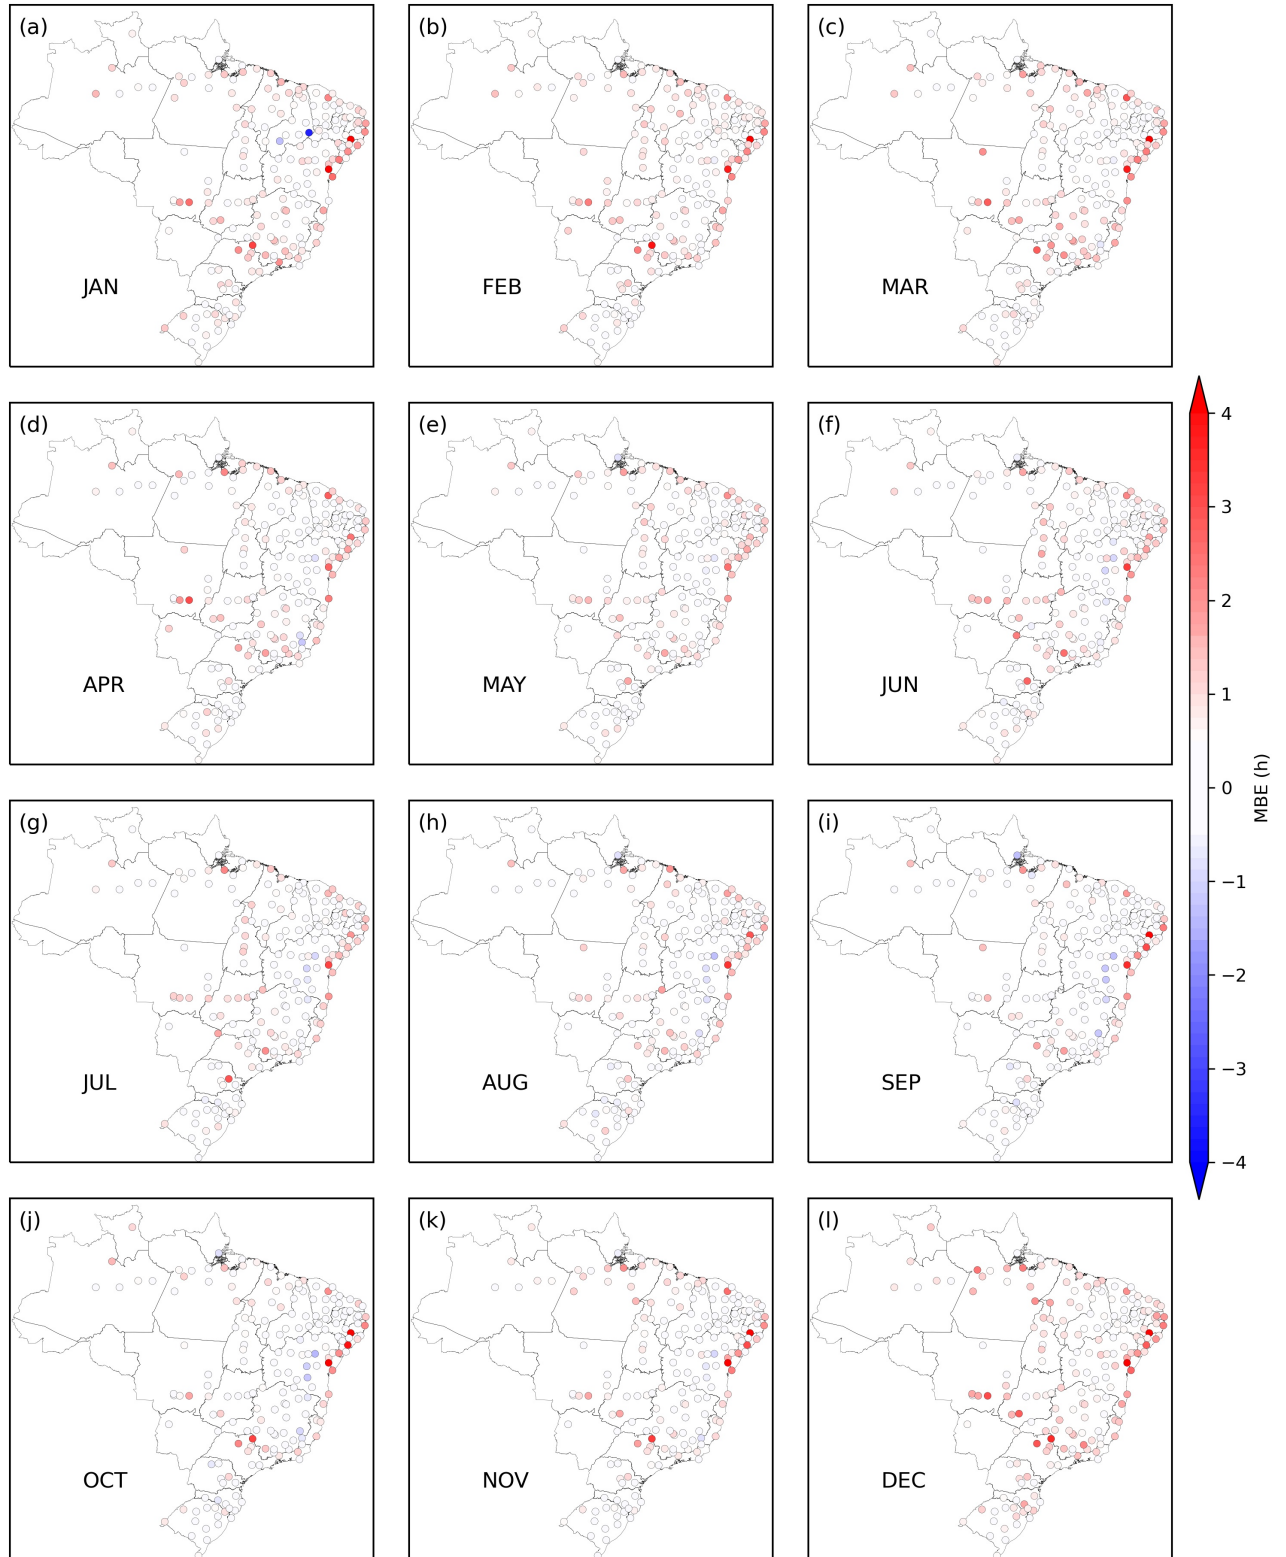 (a)
(b)
(c)
JAN
FEB
MAR
(d)
(e)
(f)
APR
MAY
JUN
(g)
(h)
(i)
JUL
AUG
SEP
(j)
(k)
(l)
OCT
NOV
DEC
4
3
2
1
0
−1
−2
−3
−4
MBE (h)